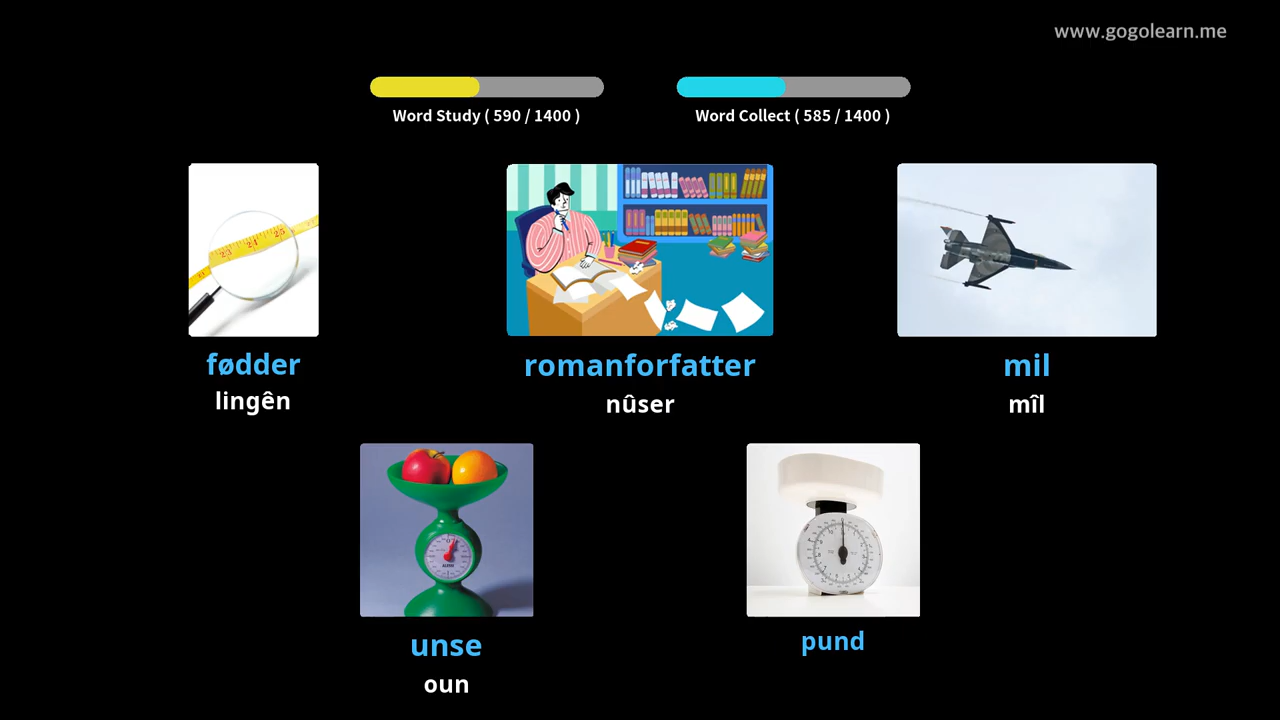 www.gogolearn.me
Word Study ( 590 / 1400 )
Word Collect ( 585 / 1400 )
fødder
lingên
romanforfatter
nûser
mil
mîl
unse
oun
pund